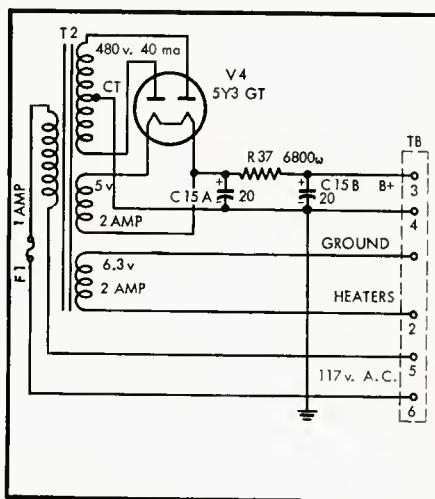 T2
480 v. 40 ma
V4
5Y3 GT
CT
1 AMP
F1
5v
2 AMP
R37 6800ω
TB
+
C15A
20
+
C15B
20
B+
3
4
6.3v
2 AMP
GROUND
HEATERS
2
5
117 v. A.C.
6